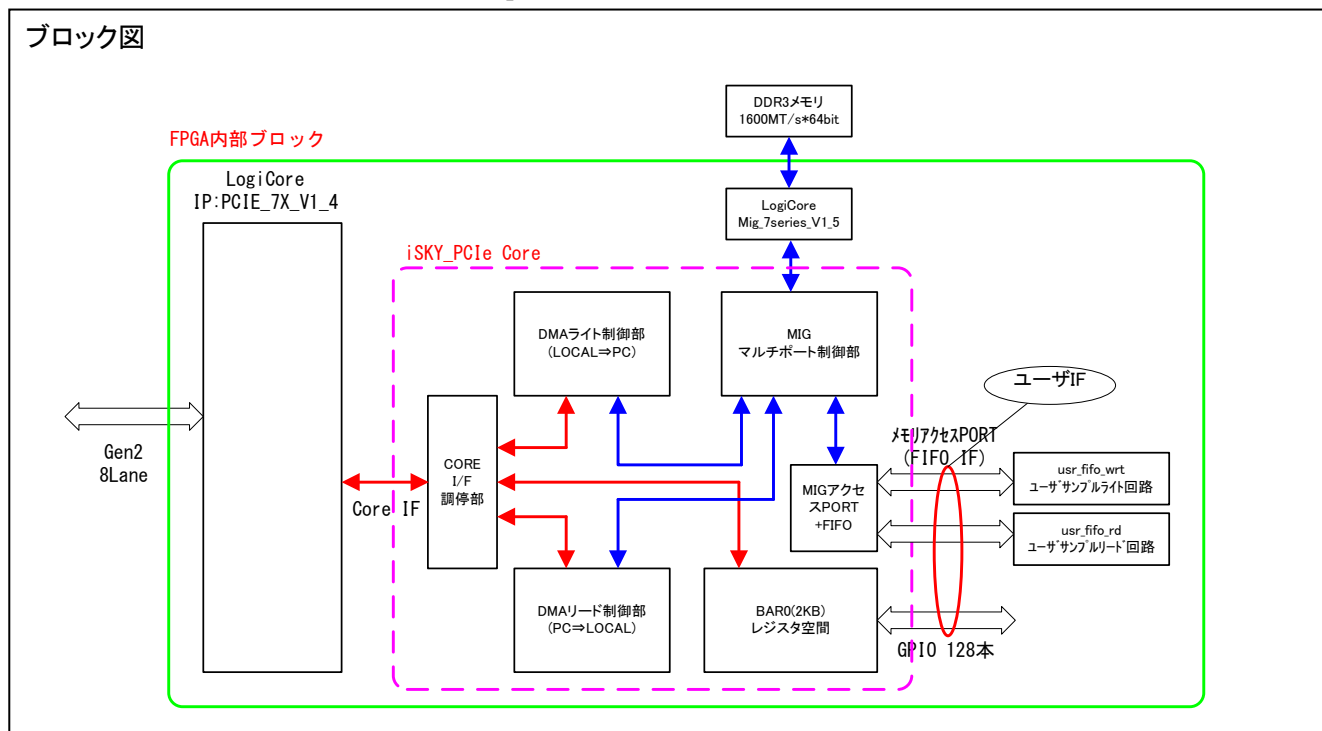 ブロック図
DDR3メモリ
1600MT/s*64bit
FPGA内部ブロック
LogiCore
IP:PCIE_7X_V1_4
LogiCore
Mig_7series_V1_5
iSKY_PCIe Core
DMAライト制御部
(LOCAL⇒PC)
MIG
マルチポート制御部
ユーザIF
Gen2
8Lane
CORE
I/F
調停部
Core IF
メモリアクセスPORT
(FIFO IF)
MIGアクセ
スPORT
+FIFO
usr_fifo_wrt
ユーザサンプルライト回路
usr_fifo_rd
ユーザサンプルリード回路
DMAリード制御部
(PC⇒LOCAL)
BAR0(2KB)
レジスタ空間
GPIO 128本